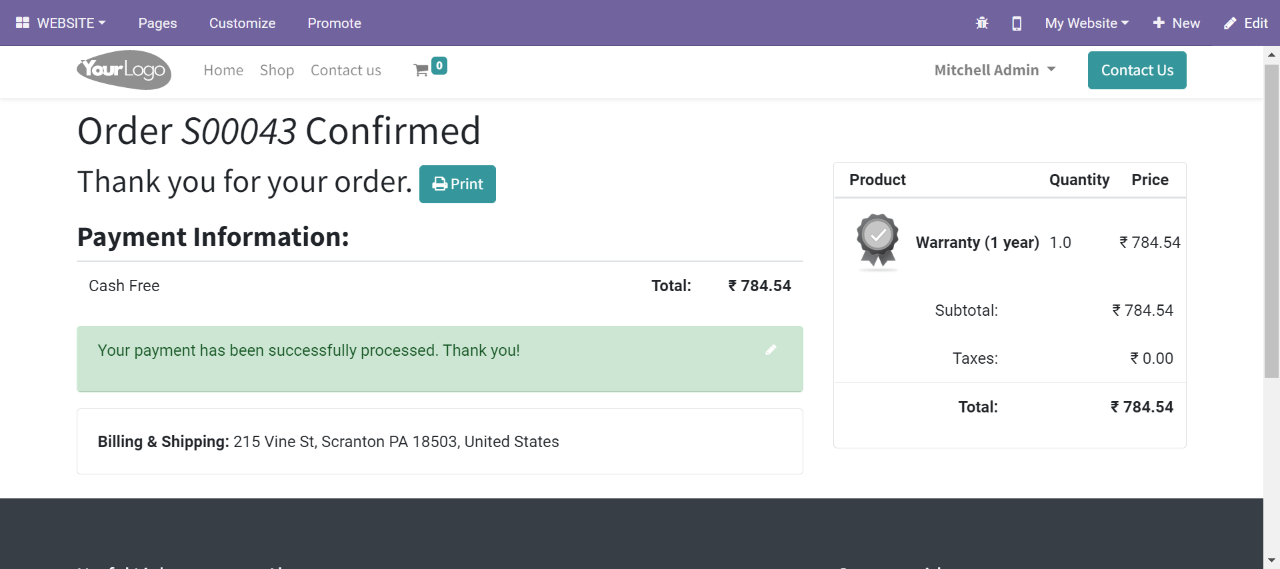 WEBSITE Pages Customize Promote My Website New Edit
YourLogo Home Shop Contact us 0 Mitchell Admin Contact Us
Order S00043 Confirmed
Thank you for your order. Print
Payment Information:
Cash Free Total: ₹ 784.54
Your payment has been successfully processed. Thank you!
Billing & Shipping: 215 Vine St, Scranton PA 18503, United States
Product Quantity Price
Warranty (1 year) 1.0 ₹ 784.54
Subtotal: ₹ 784.54
Taxes: ₹ 0.00
Total: ₹ 784.54